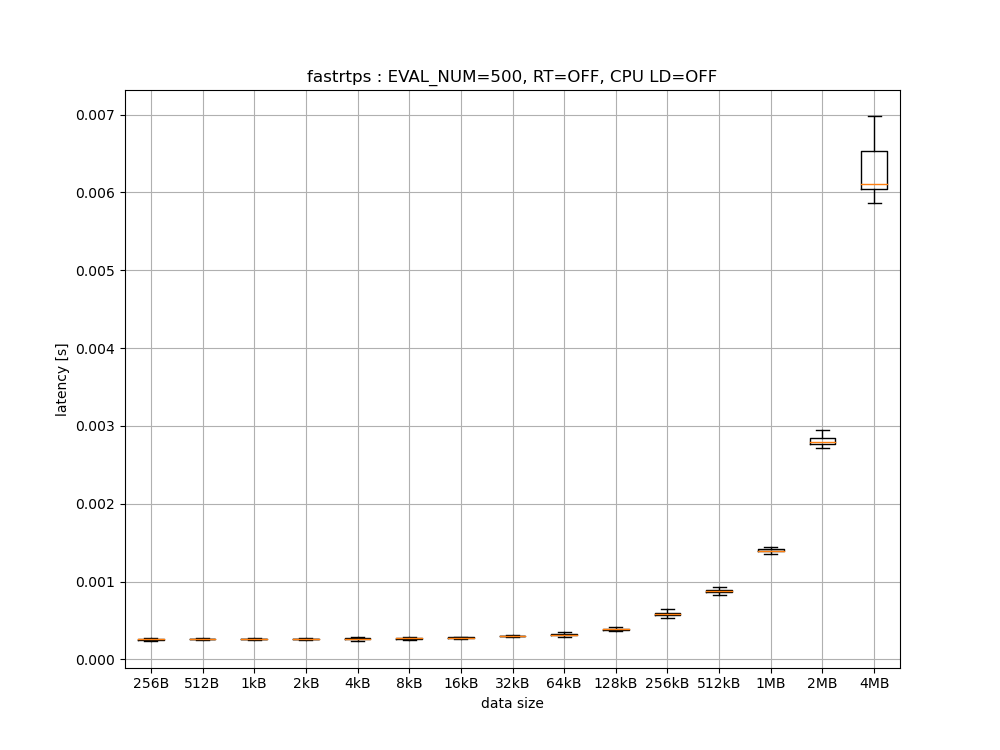 fastrtps : EVAL_NUM=500, RT=OFF, CPU LD=OFF
latency [s]
0.007
0.006
0.005
0.004
0.003
0.002
0.001
0.000
256B 512B 1kB 2kB 4kB 8kB 16kB 32kB 64kB 128kB 256kB 512kB 1MB 2MB 4MB
data size